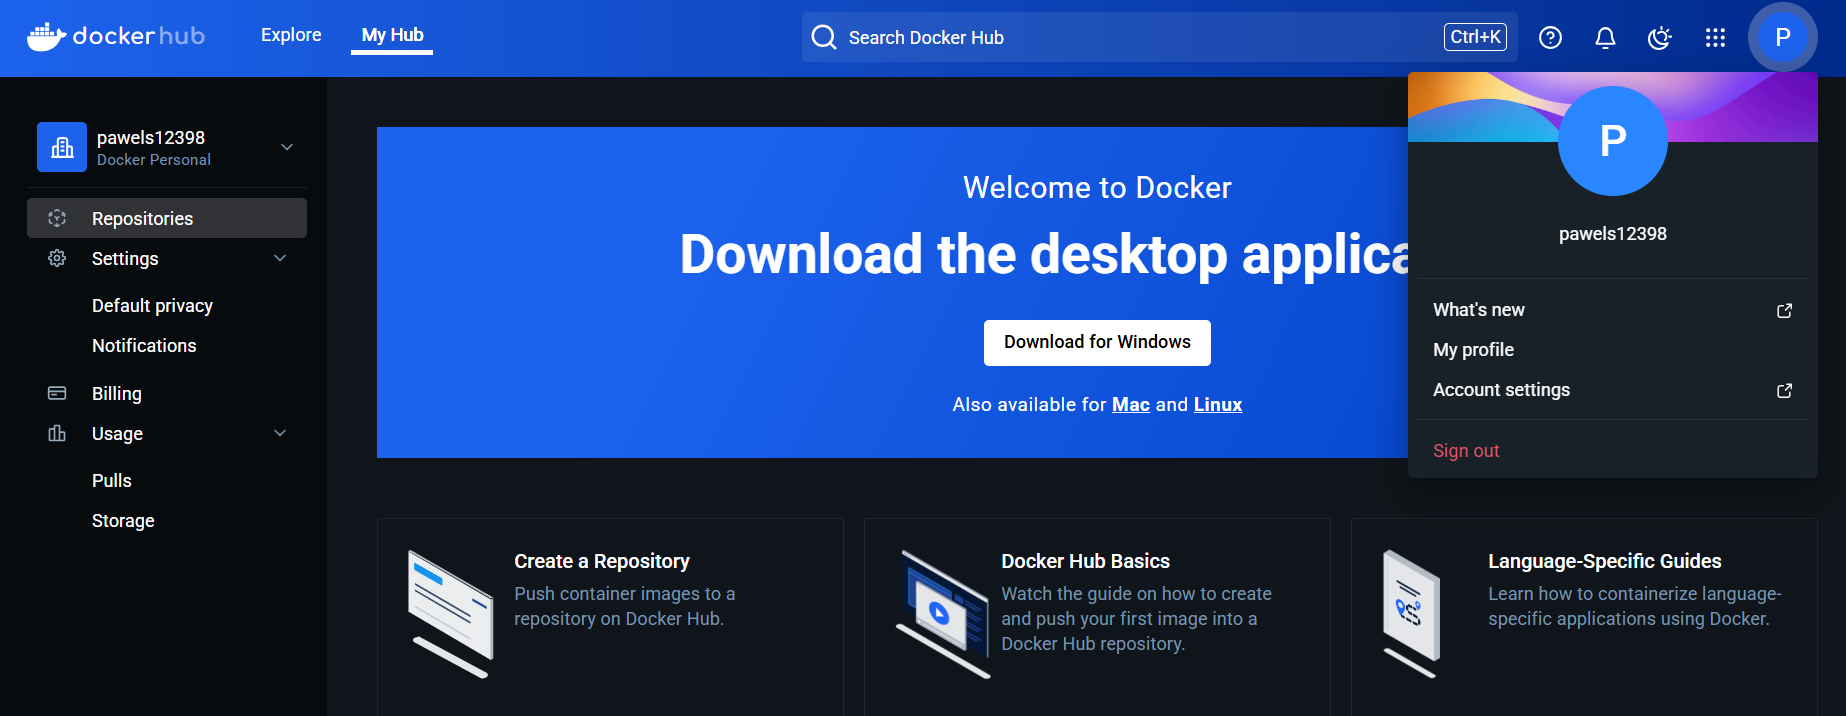 dockerhub
Explore
My Hub
Search Docker Hub
Ctrl+K
P
pawels12398
Docker Personal
Repositories
Settings
Default privacy
Notifications
Billing
Usage
Pulls
Storage
Welcome to Docker
Download the desktop applica
Download for Windows
Also available for Mac and Linux
P
pawels12398
What's new
My profile
Account settings
Sign out
Create a Repository
Push container images to a
repository on Docker Hub.
Docker Hub Basics
Watch the guide on how to create
and push your first image into a
Docker Hub repository.
Language-Specific Guides
Learn how to containerize language-
specific applications using Docker.